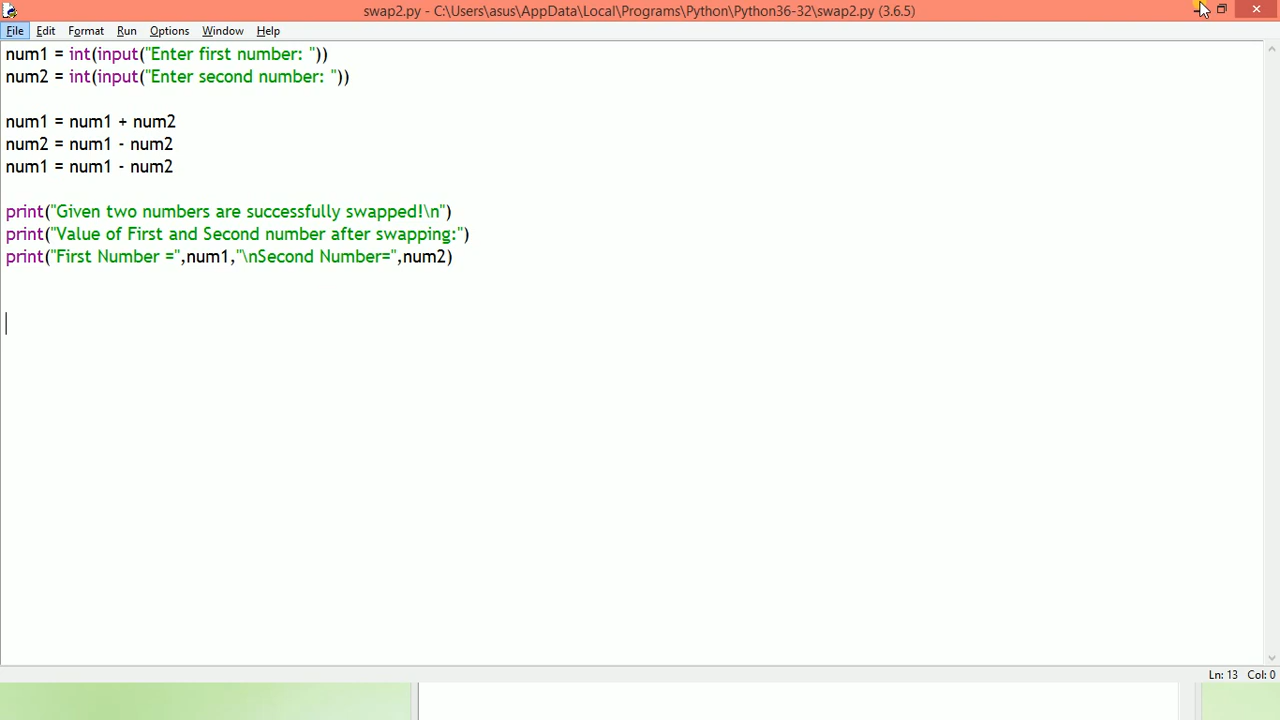 swap2.py - C:\Users\asus\AppData\Local\Programs\Python\Python36-32\swap2.py (3.6.5)
File Edit Format Run Options Window Help
num1 = int(input("Enter first number: "))
num2 = int(input("Enter second number: "))
num1 = num1 + num2
num2 = num1 - num2
num1 = num1 - num2
print("Given two numbers are successfully swapped!\n")
print("Value of First and Second number after swapping:")
print("First Number =",num1,"\nSecond Number=",num2)
Ln: 13 Col: 0